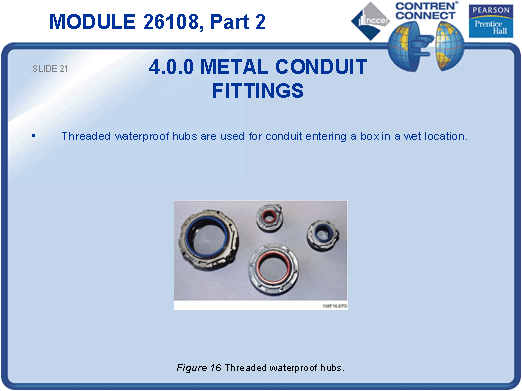 MODULE 26108, Part 2
nccer
CONTREN®
CONNECT
PEARSON
Prentice
Hall
SLIDE 21
4.0.0 METAL CONDUIT
FITTINGS
• Threaded waterproof hubs are used for conduit entering a box in a wet location.
108F16.EPS
Figure 16 Threaded waterproof hubs.